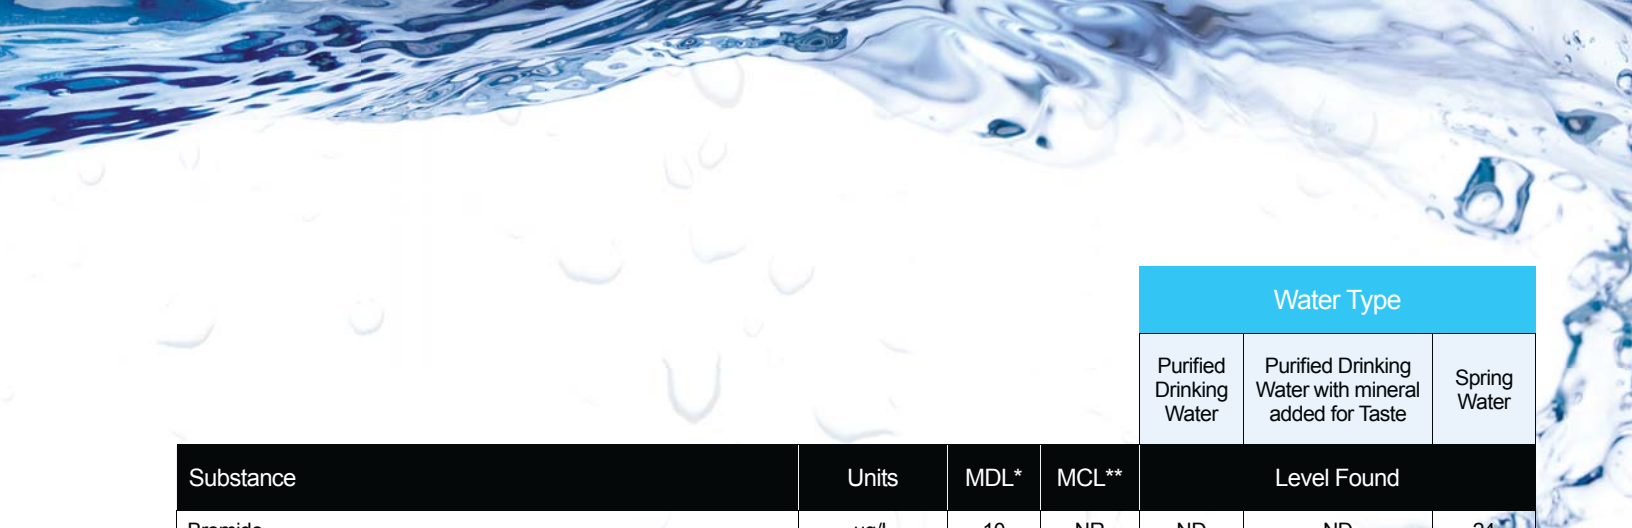 Water Type
Purified
Drinking
Water
Purified Drinking
Water with mineral
added for Taste
Spring
Water
Substance Units MDL* MCL** Level Found